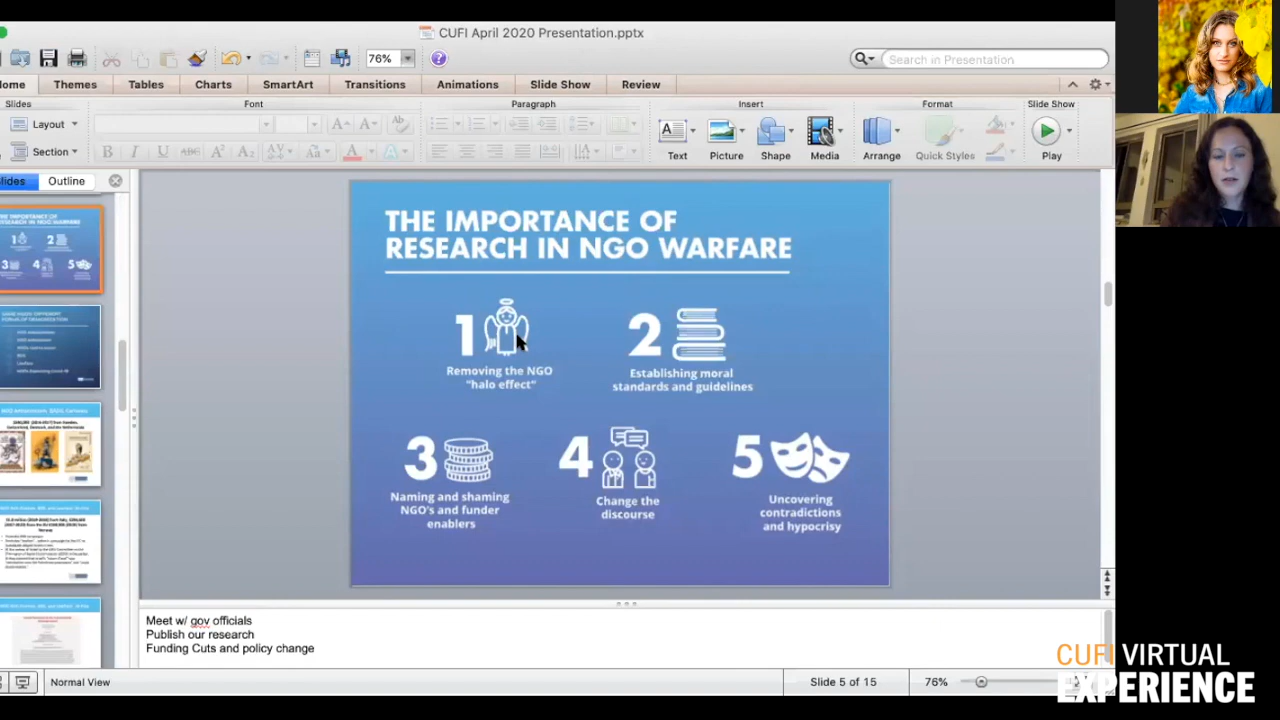 CUFI April 2020 Presentation.pptx
76%
Search in Presentation
ome
Themes
Tables
Charts
SmartArt
Transitions
Animations
Slide Show
Review
Slides
Font
Paragraph
Insert
Format
Slide Show
Layout
Section
Text
Picture
Shape
Media
Arrange
Quick Styles
Play
lides
Outline
THE IMPORTANCE OF
RESEARCH IN NGO WARFARE
Removing the NGO
"halo effect"
2
Establishing moral
standards and guidelines
3
Naming and shaming
NGO's and funder
enablers
4
Change the
discourse
5
Uncovering
contradictions
and hypocrisy
Meet w/ gov officials
Publish our research
Funding Cuts and policy change
Normal View
Slide 5 of 15
76%
CUFI VIRTUAL
EXPERIENCE